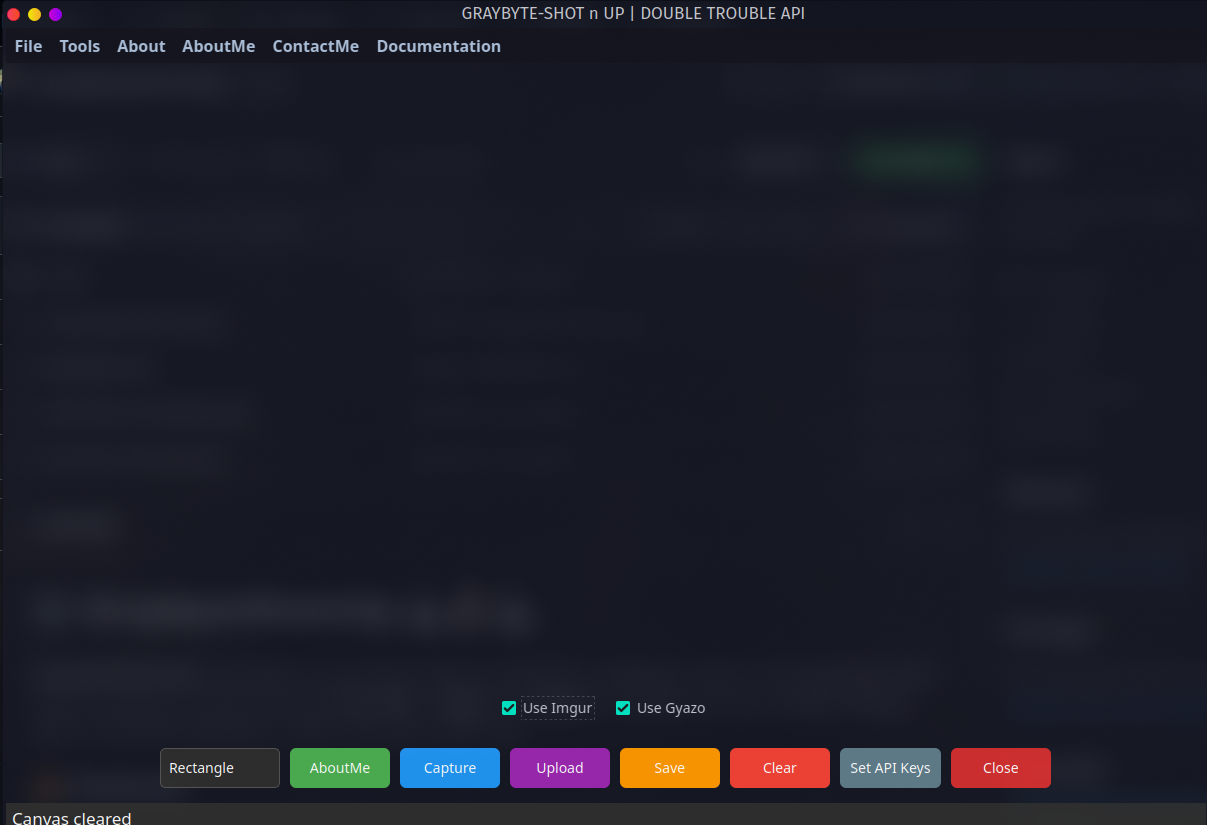 GRAYBYTE-SHOT n UP | DOUBLE TROUBLE API
File Tools About AboutMe ContactMe Documentation
Use Imgur Use Gyazo
Rectangle AboutMe Capture Upload Save Clear Set API Keys Close
Canvas cleared